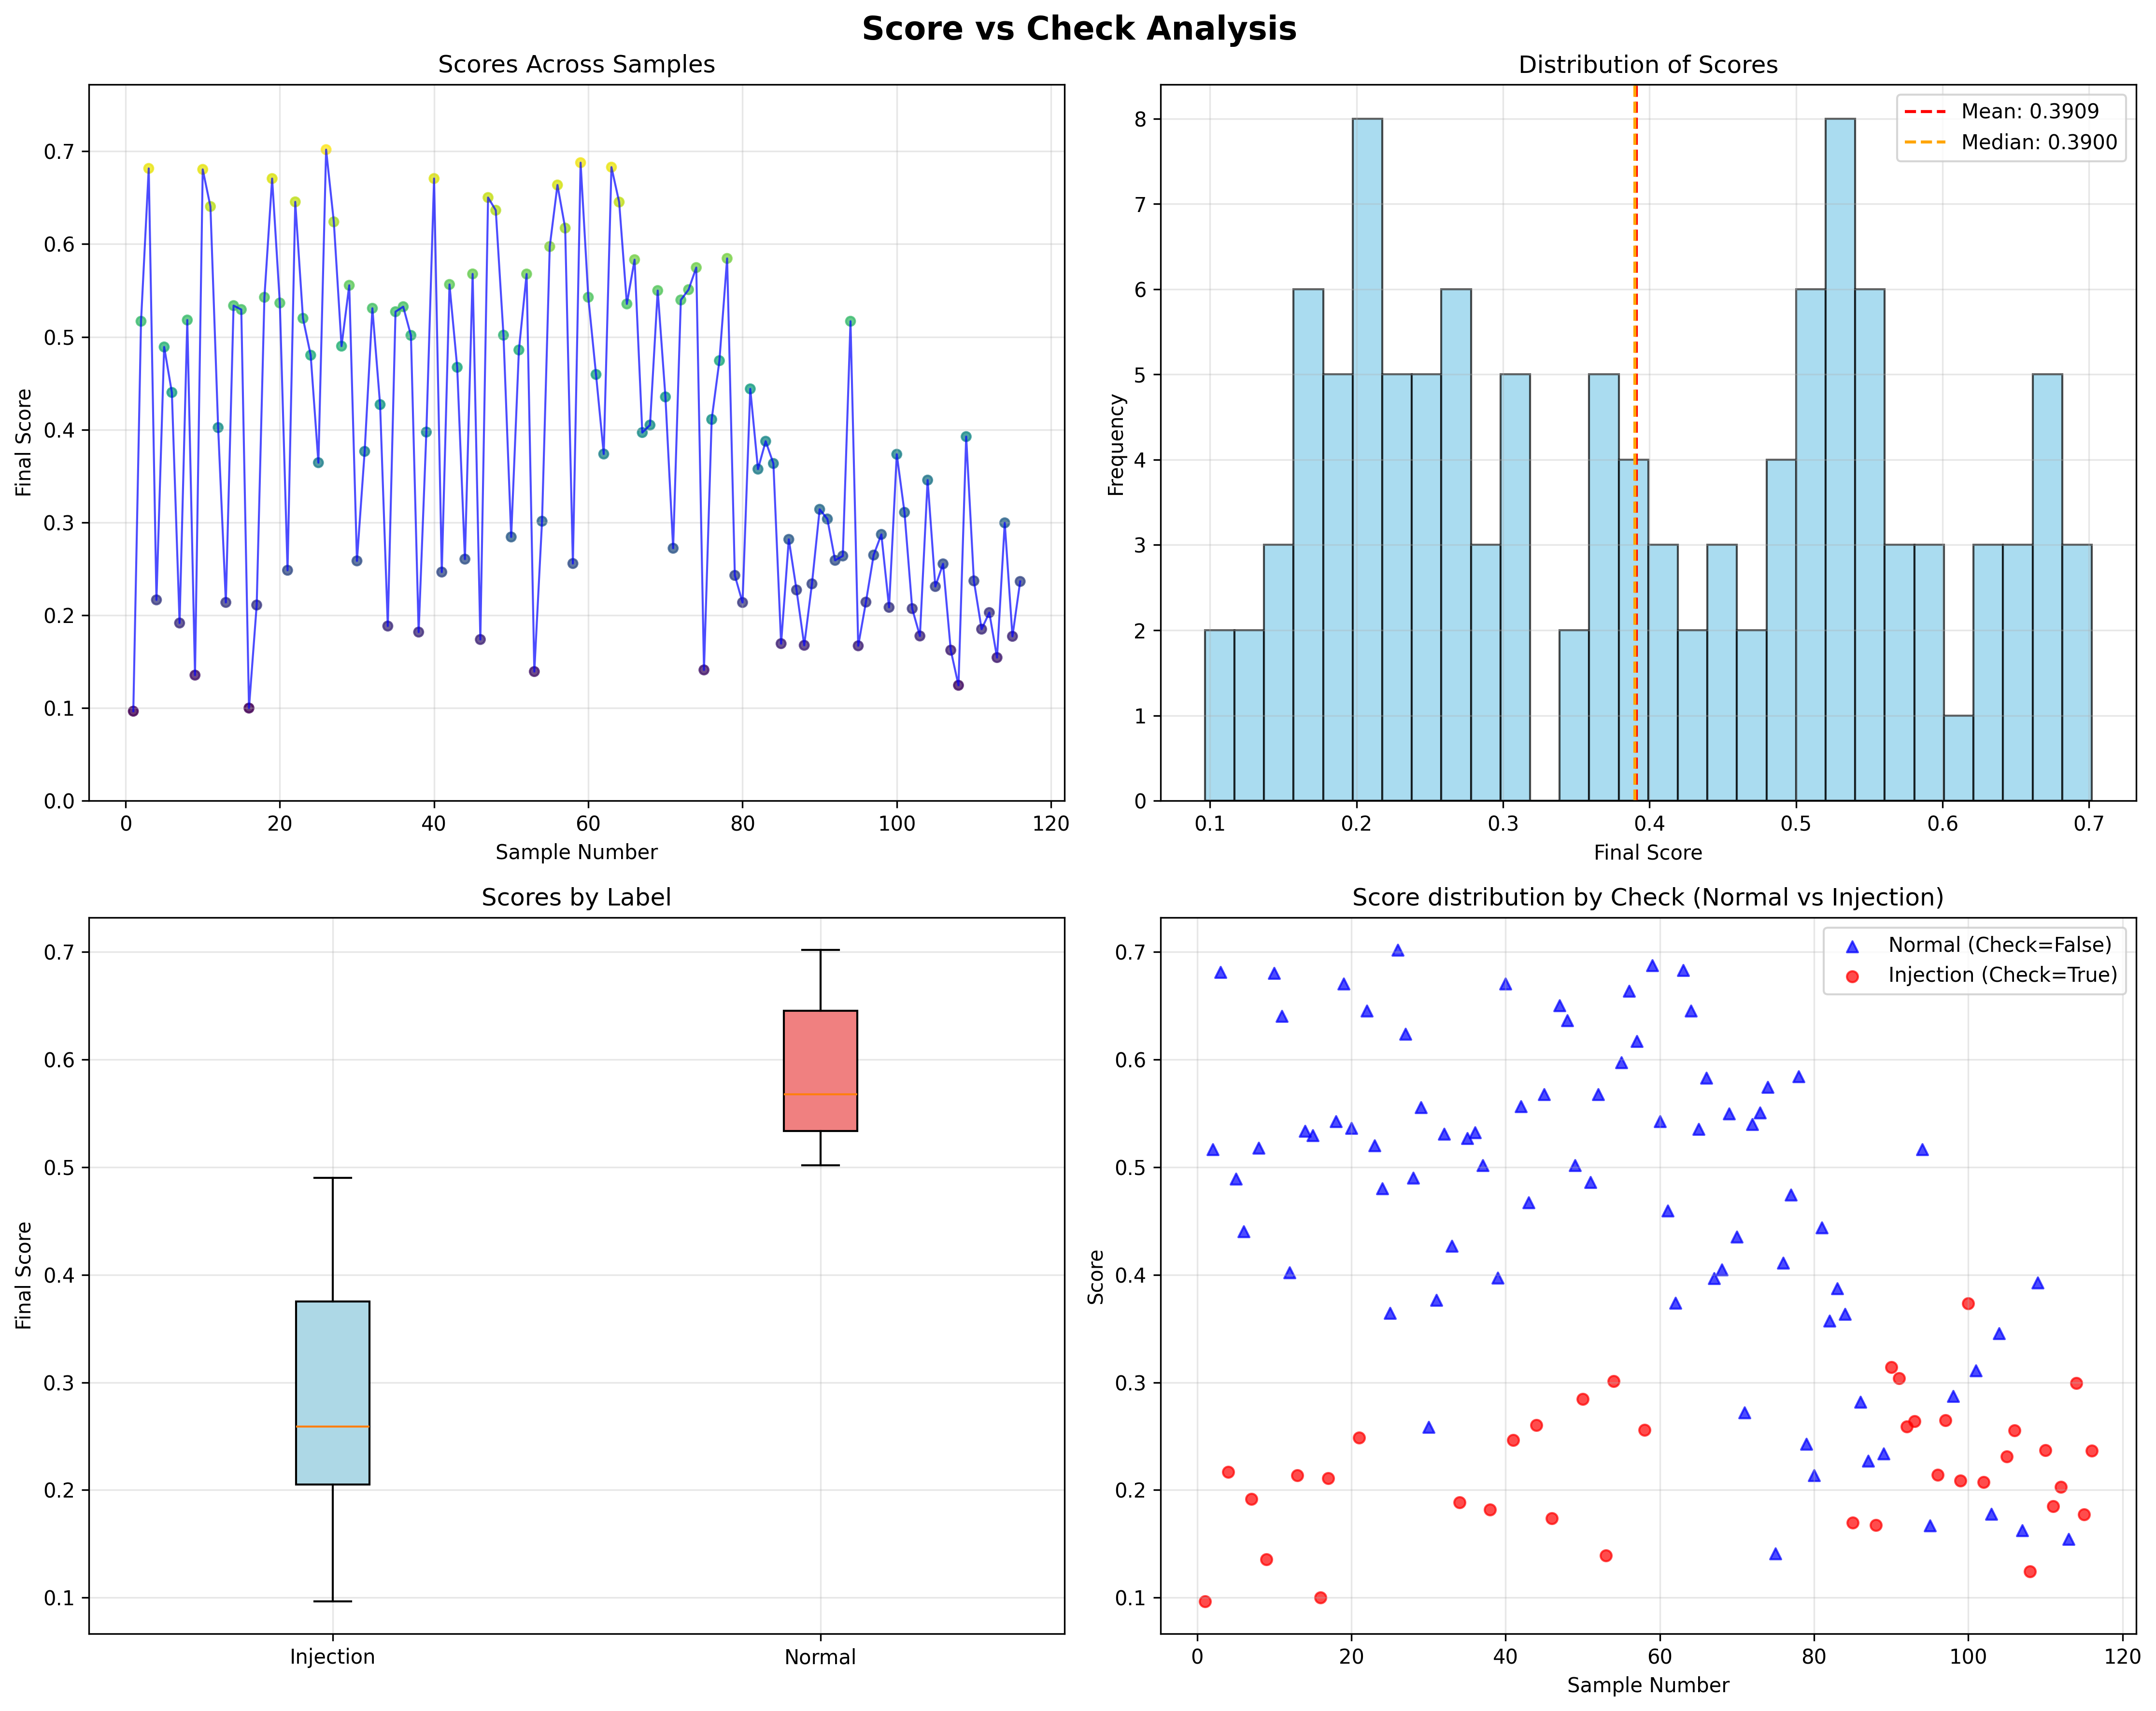 Score vs Check Analysis
Scores Across Samples
Final Score
0.7
0.6
0.5
0.4
0.3
0.2
0.1
0.0
0 20 40 60 80 100 120
Sample Number
Distribution of Scores
Mean: 0.3909
Median: 0.3900
Frequency
8
7
6
5
4
3
2
1
0
0.1 0.2 0.3 0.4 0.5 0.6 0.7
Final Score
Scores by Label
Final Score
0.7
0.6
0.5
0.4
0.3
0.2
0.1
Injection Normal
Score distribution by Check (Normal vs Injection)
Normal (Check=False)
Injection (Check=True)
Score
0.7
0.6
0.5
0.4
0.3
0.2
0.1
0 20 40 60 80 100 120
Sample Number